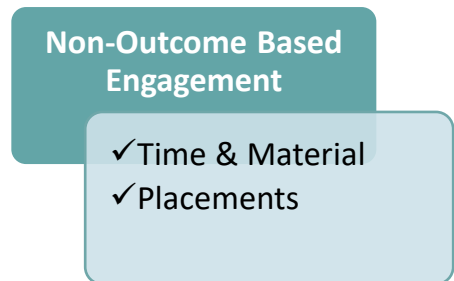 Non-Outcome Based
Engagement
✓Time & Material
✓Placements